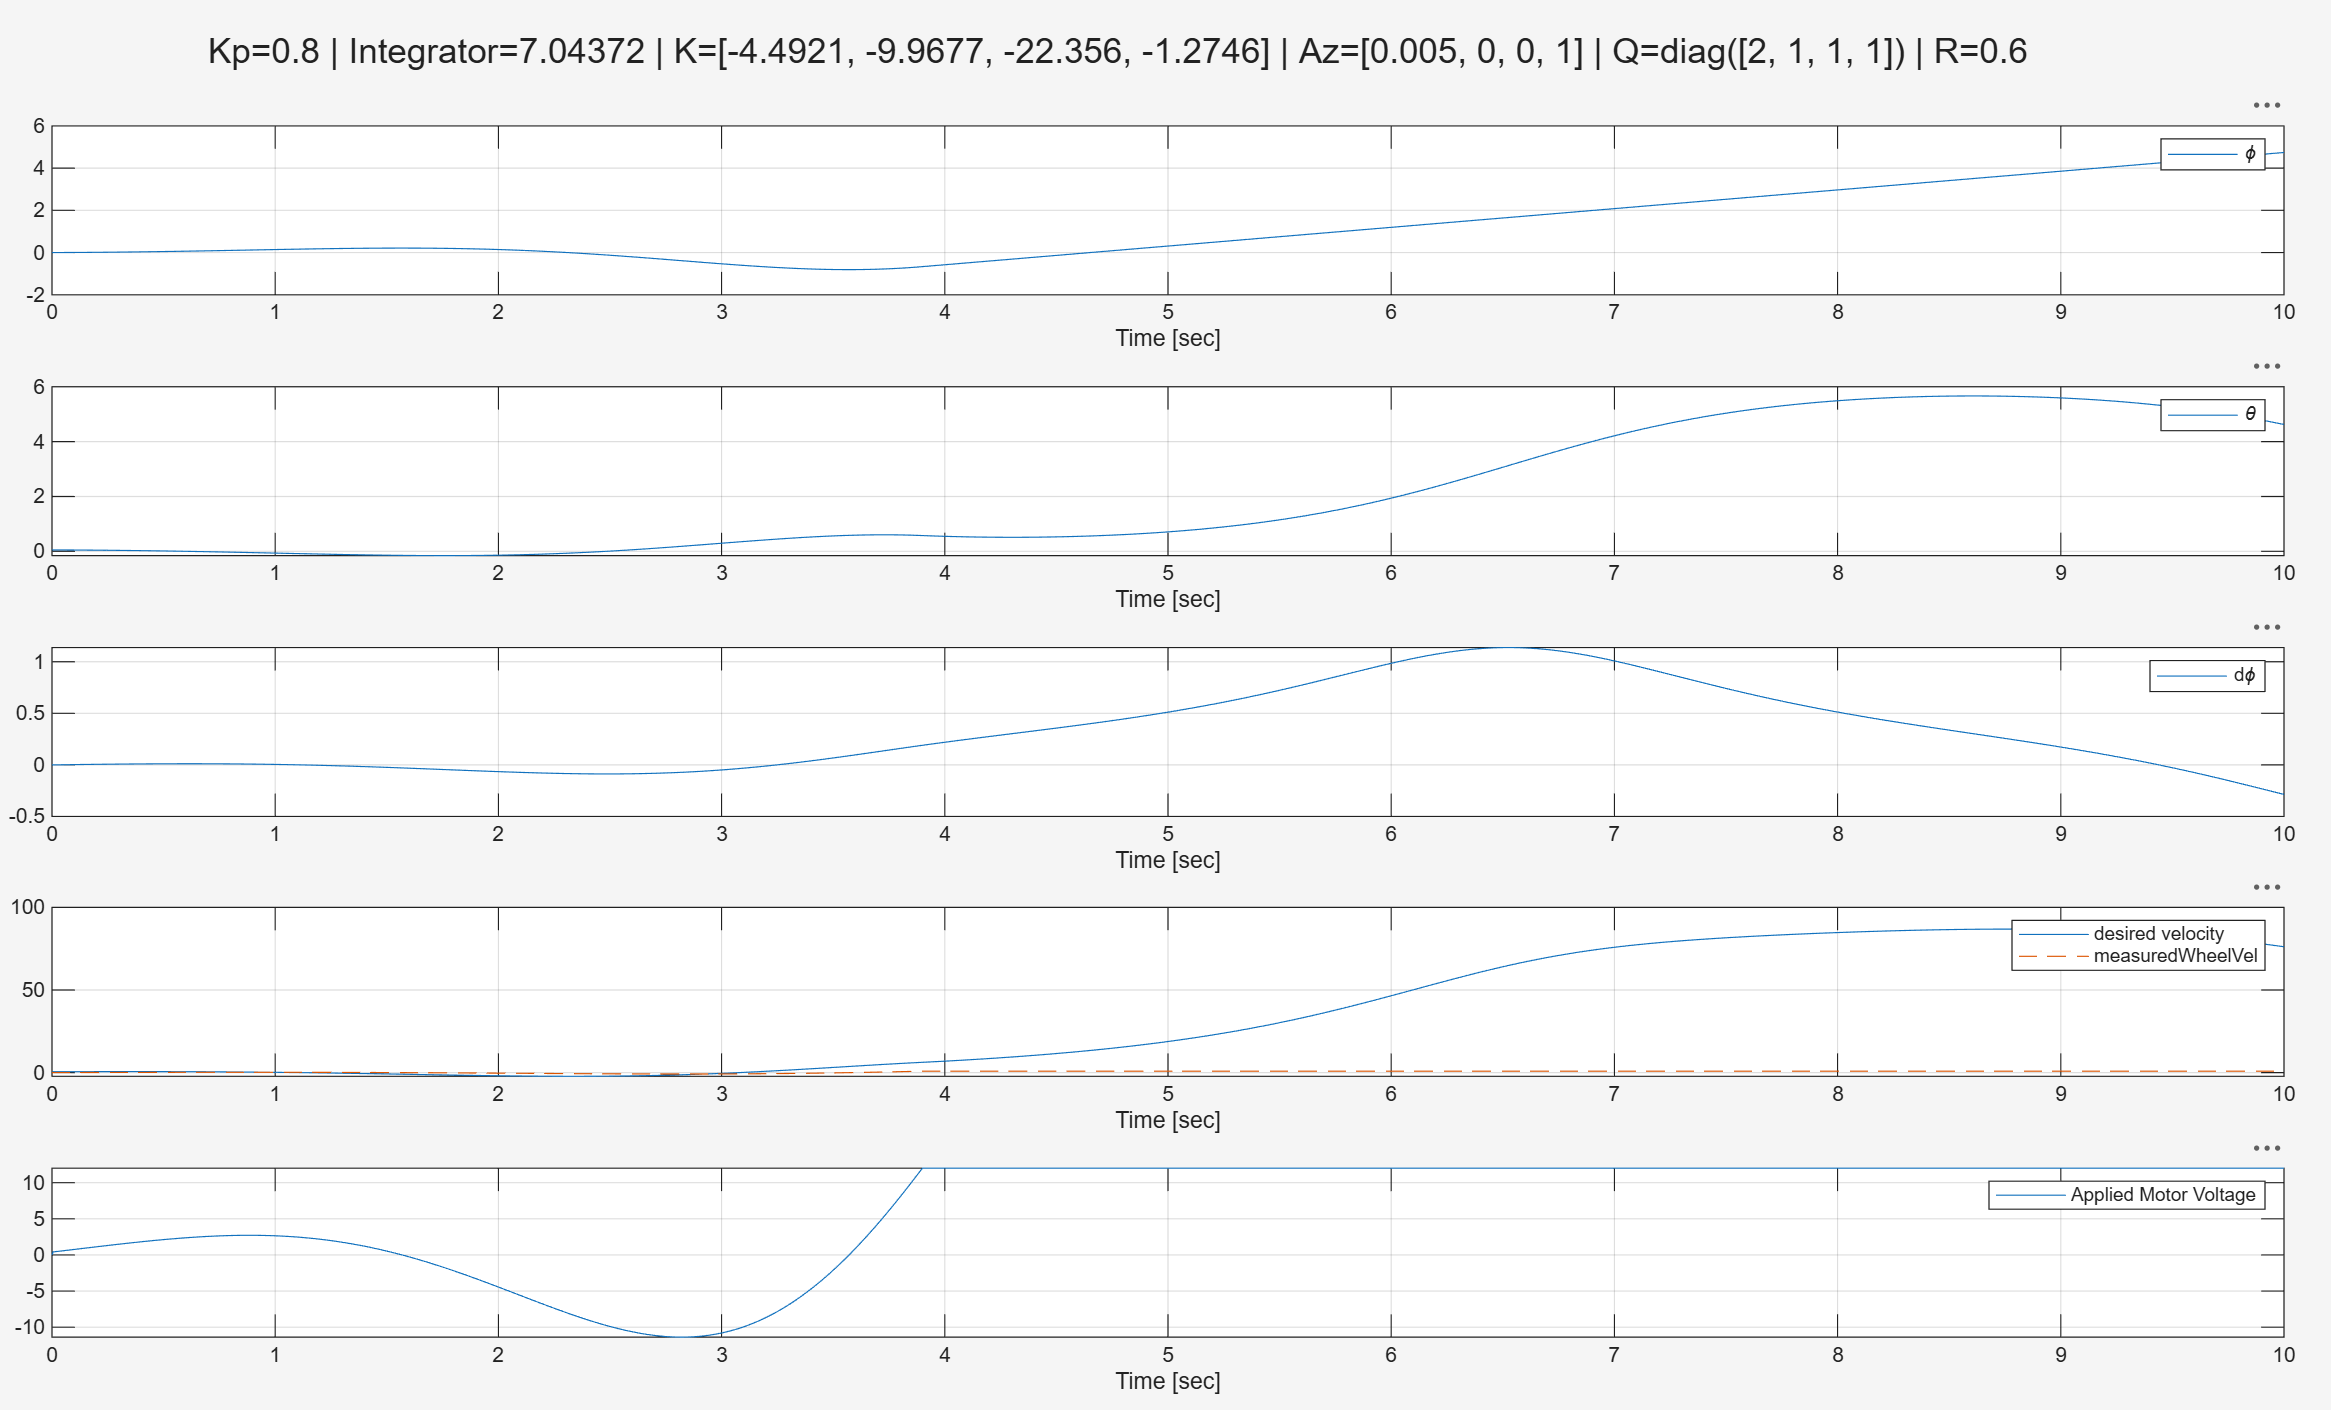 Kp=0.8 | Integrator=7.04372 | K=[-4.4921, -9.9677, -22.356, -1.2746] | Az=[0.005, 0, 0, 1] | Q=diag([2, 1, 1, 1]) | R=0.6
6
4
2
0
-2
ϕ
0 1 2 3 4 5 6 7 8 9 10
Time [sec]
6
4
2
0
θ
0 1 2 3 4 5 6 7 8 9 10
Time [sec]
1
0.5
0
-0.5
dϕ
0 1 2 3 4 5 6 7 8 9 10
Time [sec]
100
50
0
desired velocity
measuredWheelVel
0 1 2 3 4 5 6 7 8 9 10
Time [sec]
10
5
0
-5
-10
Applied Motor Voltage
0 1 2 3 4 5 6 7 8 9 10
Time [sec]